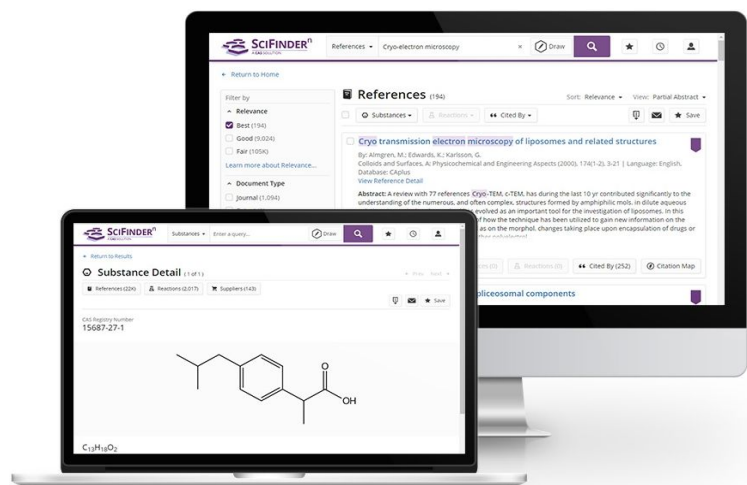 SCIFINDERⁿ
A CAS SOLUTION
References
Cryo-electron microscopy
×
Draw
Return to Home
Filter by
Relevance
Best (194)
Good (9,024)
Fair (105K)
Learn more about Relevance...
Document Type
Journal (1,094)
References (194)
Sort: Relevance
View: Partial Abstract
Substances
Reactions
Cited By
Save
Cryo transmission electron microscopy of liposomes and related structures
By: Almgren, M.; Edwards, K.; Karlsson, G.
Colloids and Surfaces, A: Physicochemical and Engineering Aspects (2000), 174(1-2), 3-21 | Language: English,
Database: CAplus
View Reference Detail
Abstract: A review with 77 references Cryo-TEM, c-TEM, has during the last 10 yr contributed significantly to the
understanding of the numerous, and often complex, structures formed by amphiphilic mols. in dilute aqueous
evolved as an important tool for the investigation of liposomes. In this
of how the technique has been utilized to gain new information on the
as on the morphol. changes taking place upon encapsulation of drugs or
Reactions (0)
Cited By (252)
Citation Map
pliceosomal components
SCIFINDERⁿ
A CAS SOLUTION
Substances
Enter a query...
Draw
Return to Results
Substance Detail (1 of 1)
Prev
Next
References (22K)
Reactions (2,017)
Suppliers (143)
Save
CAS Registry Number
15687-27-1
O
OH
C₁₃H₁₈O₂